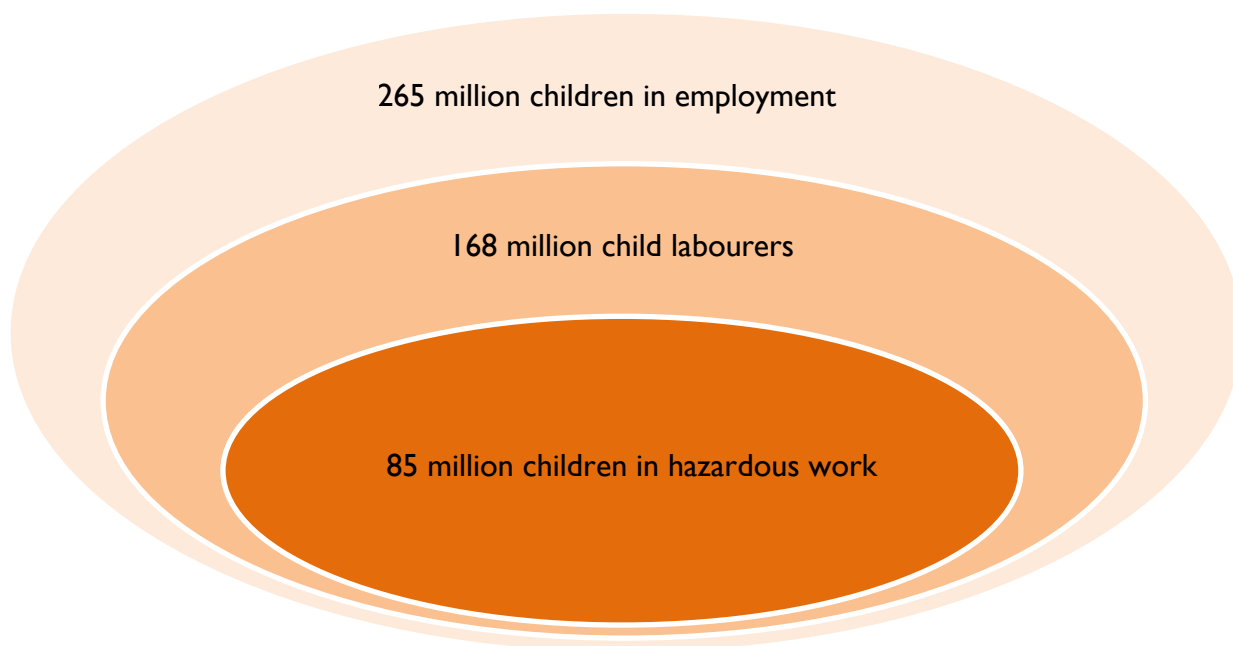 265 million children in employment
168 million child labourers
85 million children in hazardous work